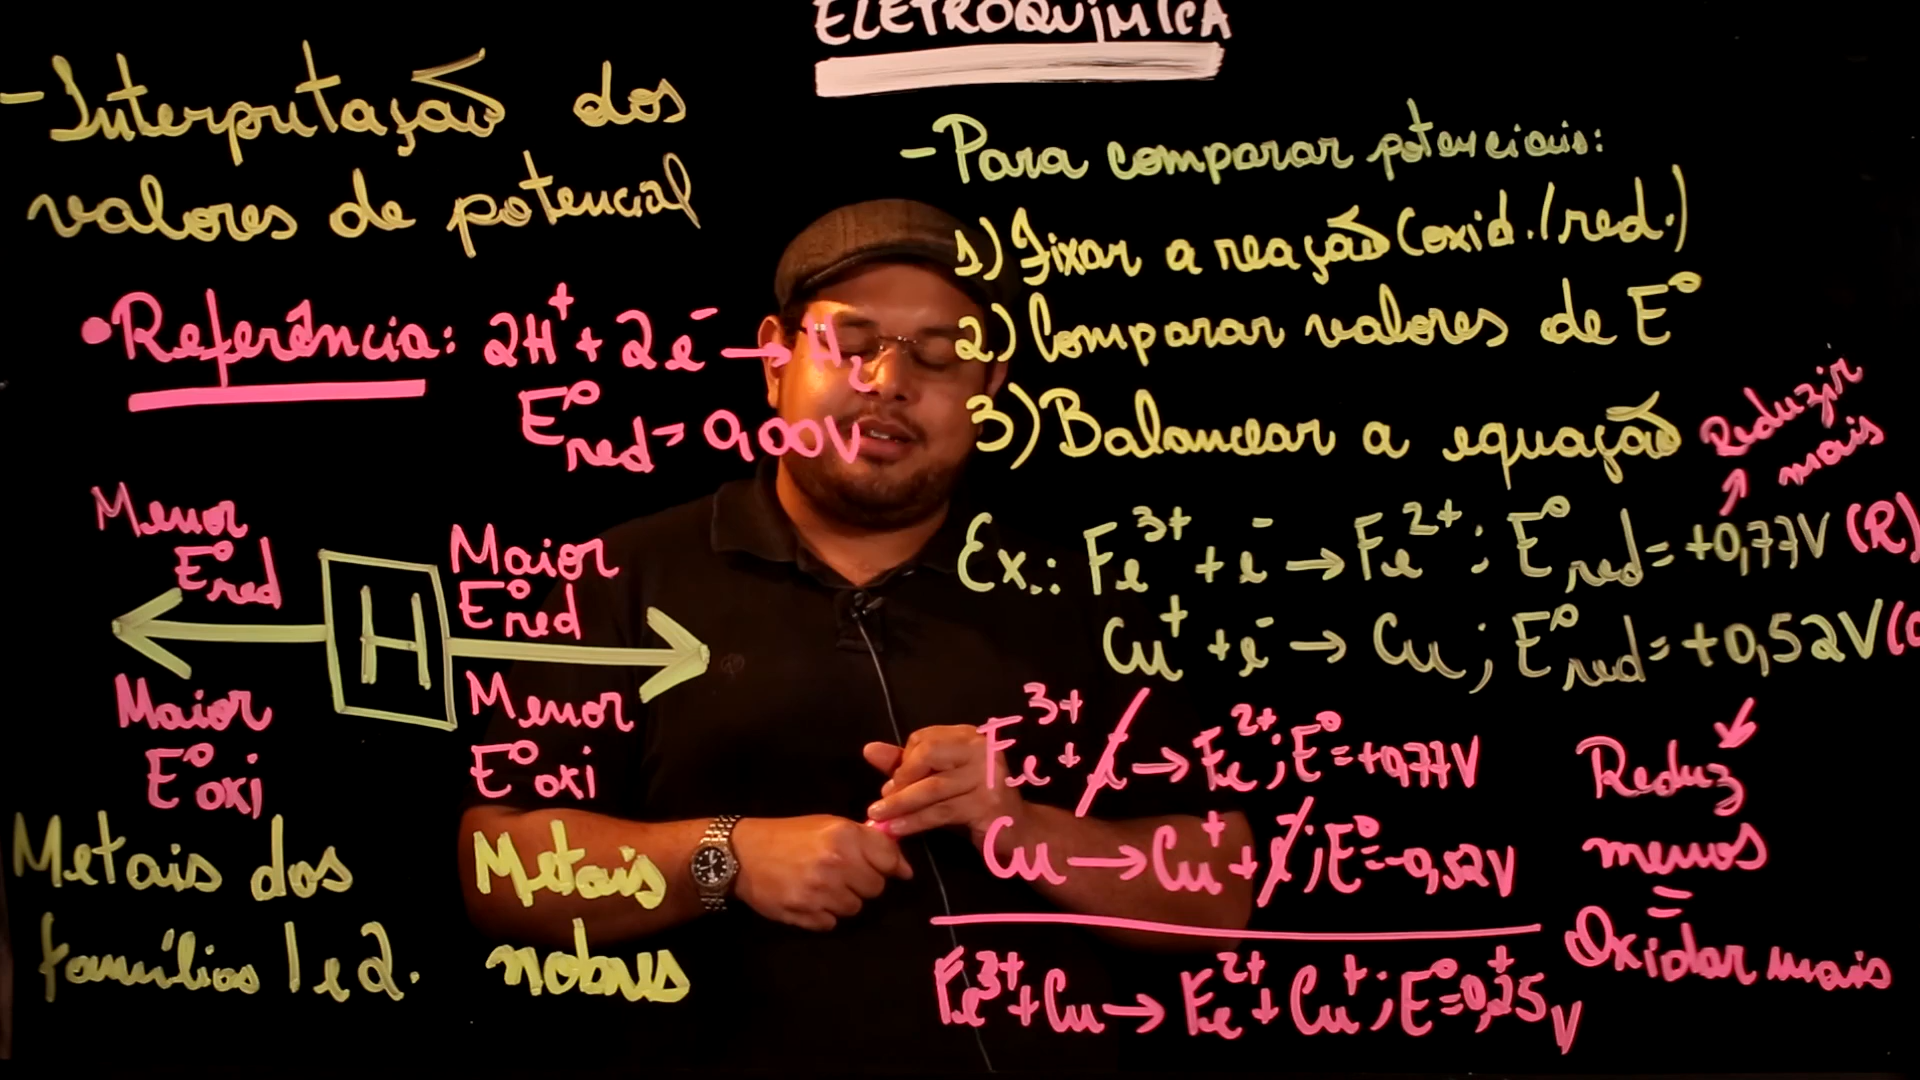 ELETROQUÍMICA
- Interpretação dos
valores de potencial
• Referência: 2H⁺ + 2e⁻ → H₂
E°red = 0,00V
Menor
E°red
Maior
E°red
H
Maior
E°oxi
Menor
E°oxi
Metais dos
famílias 1 e 2.
Metais
nobres
- Para comparar potenciais:
1) Fixar a reação (oxid./red.)
2) Comparar valores de E°
3) Balancear a equação
Reduzir
mais
Ex.: Fe³⁺ + e⁻ → Fe²⁺; E°red = +0,77V (R)
Cu⁺ + e⁻ → Cu; E°red = +0,52V (O
Fe³⁺ + e → Fe²⁺; E° = +0,77V
Cu → Cu⁺ + e⁻; E° = -0,52V
Fe³⁺ + Cu → Fe²⁺ + Cu⁺; E° = +0,25V
Reduz
menos
=
Oxidar mais